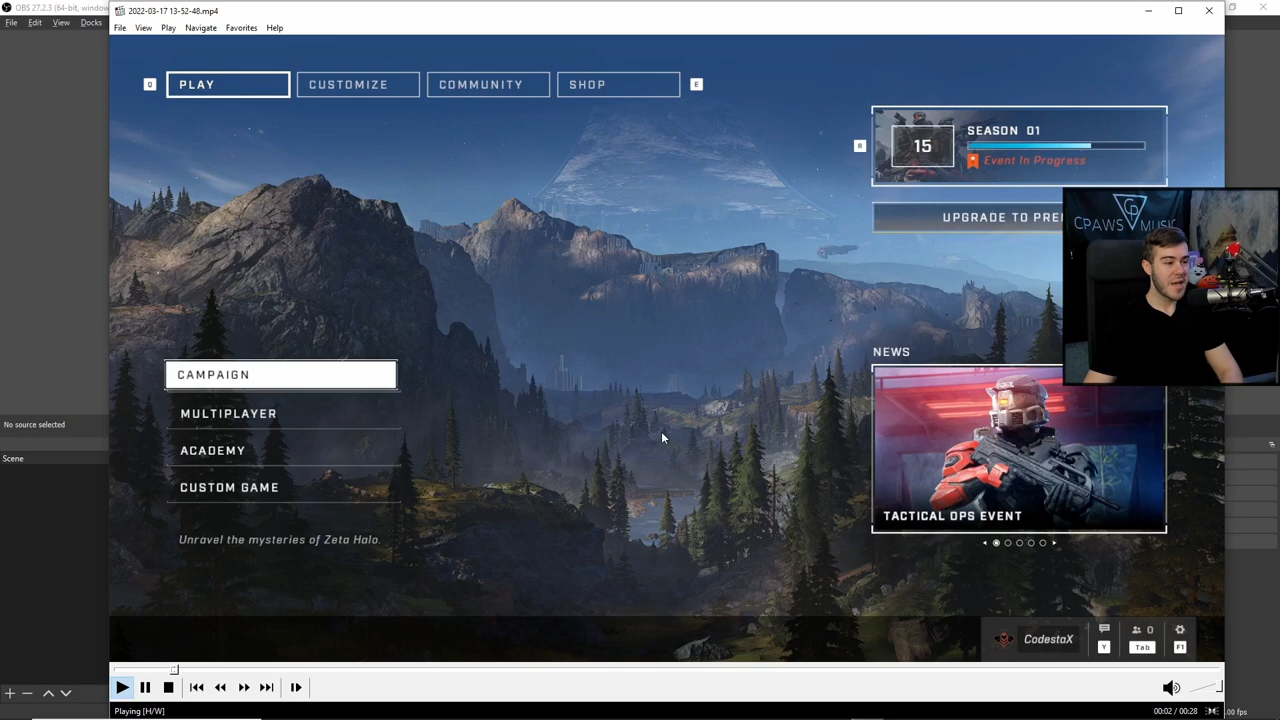 OBS 27.2.3 (64-bit, window
File Edit View Docks
2022-03-17 13-52-48.mp4
File View Play Navigate Favorites Help
Q PLAY CUSTOMIZE COMMUNITY SHOP E
R 15 SEASON 01
Event In Progress
UPGRADE TO PRE
CPAWS MUSIC
CAMPAIGN
MULTIPLAYER
ACADEMY
CUSTOM GAME
Unravel the mysteries of Zeta Halo.
NEWS
TACTICAL OPS EVENT
No source selected
Scene
CodestaX
0
Y Tab F1
Playing [H/W]
00:02 / 00:28
.00 fps